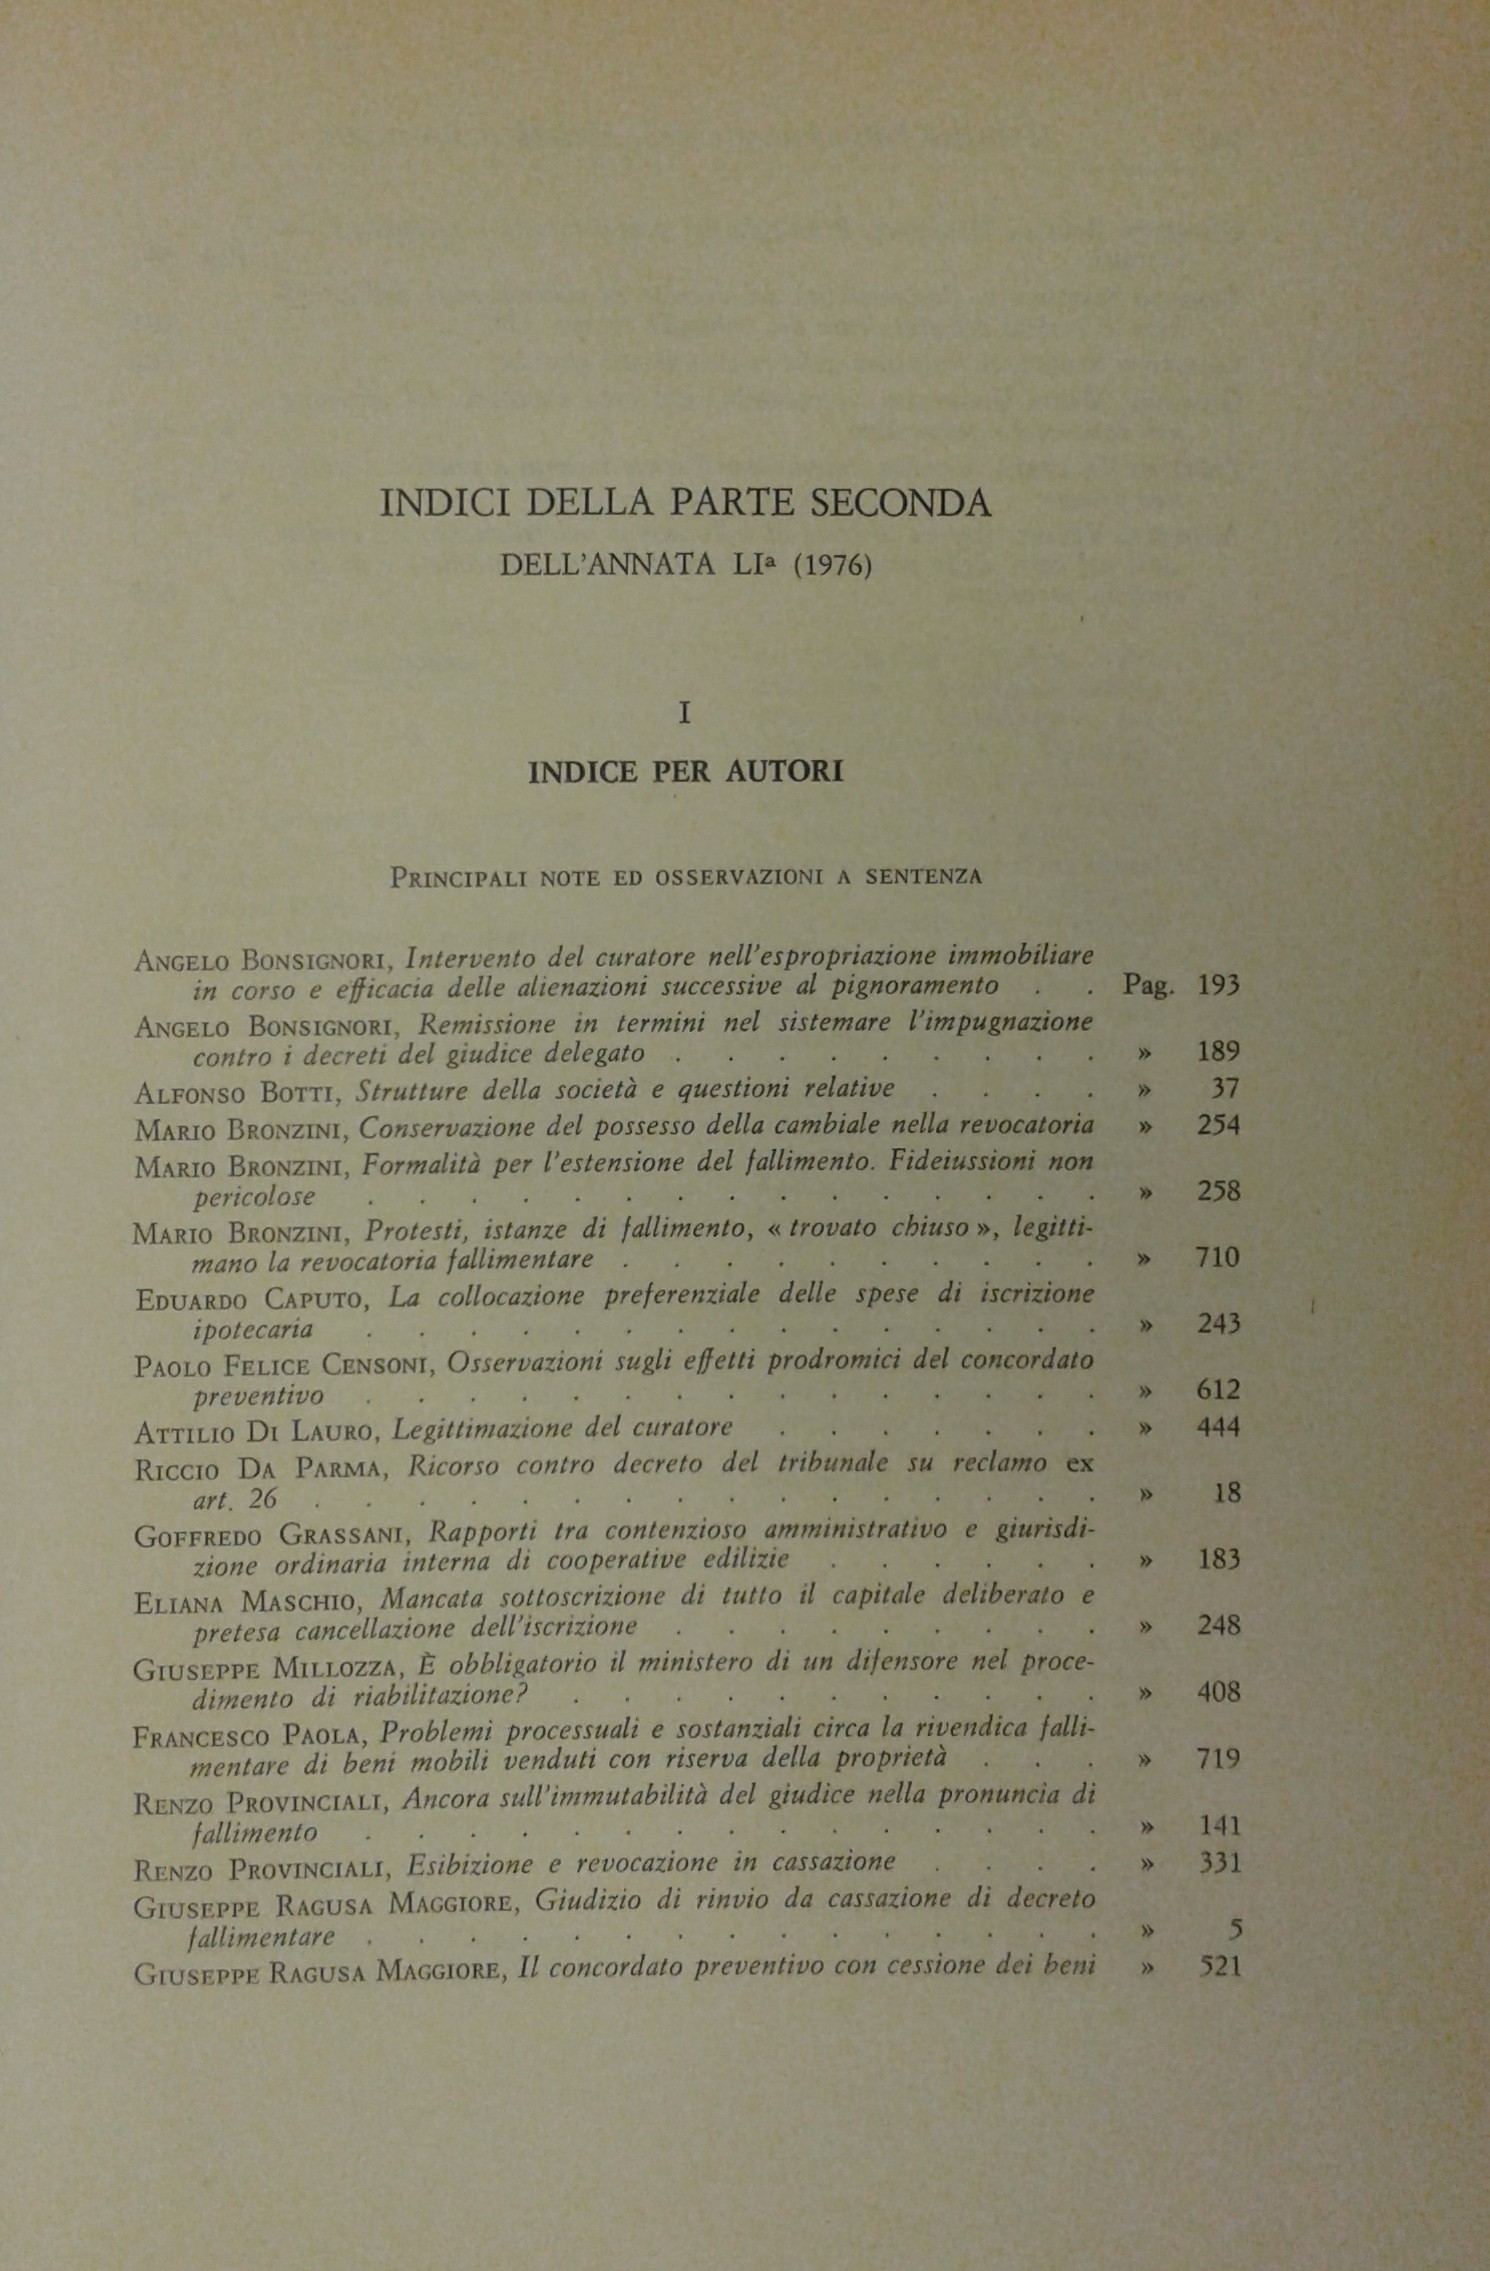 INDICI DELLA PARTE SECONDA
DELL'ANNATA LIª (1976)
I
INDICE PER AUTORI
PRINCIPALI NOTE ED OSSERVAZIONI A SENTENZA
ANGELO BONSIGNORI, Intervento del curatore nell'espropriazione immobiliare
in corso e efficacia delle alienazioni successive al pignoramento . . Pag. 193
ANGELO BONSIGNORI, Remissione in termini nel sistemare l'impugnazione
contro i decreti del giudice delegato . . . . . . . . . » 189
ALFONSO BOTTI, Strutture della società e questioni relative . . . . » 37
MARIO BRONZINI, Conservazione del possesso della cambiale nella revocatoria » 254
MARIO BRONZINI, Formalità per l'estensione del fallimento. Fideiussioni non
pericolose . . . . . . . . . . . . . . . » 258
MARIO BRONZINI, Protesti, istanze di fallimento, « trovato chiuso », legitti-
mano la revocatoria fallimentare . . . . . . . . . . » 710
EDUARDO CAPUTO, La collocazione preferenziale delle spese di iscrizione
ipotecaria . . . . . . . . . . . . . . . » 243
PAOLO FELICE CENSONI, Osservazioni sugli effetti prodromici del concordato
preventivo . . . . . . . . . . . . . . . » 612
ATTILIO DI LAURO, Legittimazione del curatore . . . . . . . » 444
RICCIO DA PARMA, Ricorso contro decreto del tribunale su reclamo ex
art. 26 . . . . . . . . . . . . . . . . » 18
GOFFREDO GRASSANI, Rapporti tra contenzioso amministrativo e giurisdi-
zione ordinaria interna di cooperative edilizie . . . . . . » 183
ELIANA MASCHIO, Mancata sottoscrizione di tutto il capitale deliberato e
pretesa cancellazione dell'iscrizione . . . . . . . . . » 248
GIUSEPPE MILLOZZA, È obbligatorio il ministero di un difensore nel proce-
dimento di riabilitazione? . . . . . . . . . . . » 408
FRANCESCO PAOLA, Problemi processuali e sostanziali circa la rivendica falli-
mentare di beni mobili venduti con riserva della proprietà . . . » 719
RENZO PROVINCIALI, Ancora sull'immutabilità del giudice nella pronuncia di
fallimento . . . . . . . . . . . . . . . » 141
RENZO PROVINCIALI, Esibizione e revocazione in cassazione . . . . » 331
GIUSEPPE RAGUSA MAGGIORE, Giudizio di rinvio da cassazione di decreto
fallimentare . . . . . . . . . . . . . . . » 5
GIUSEPPE RAGUSA MAGGIORE, Il concordato preventivo con cessione dei beni » 521